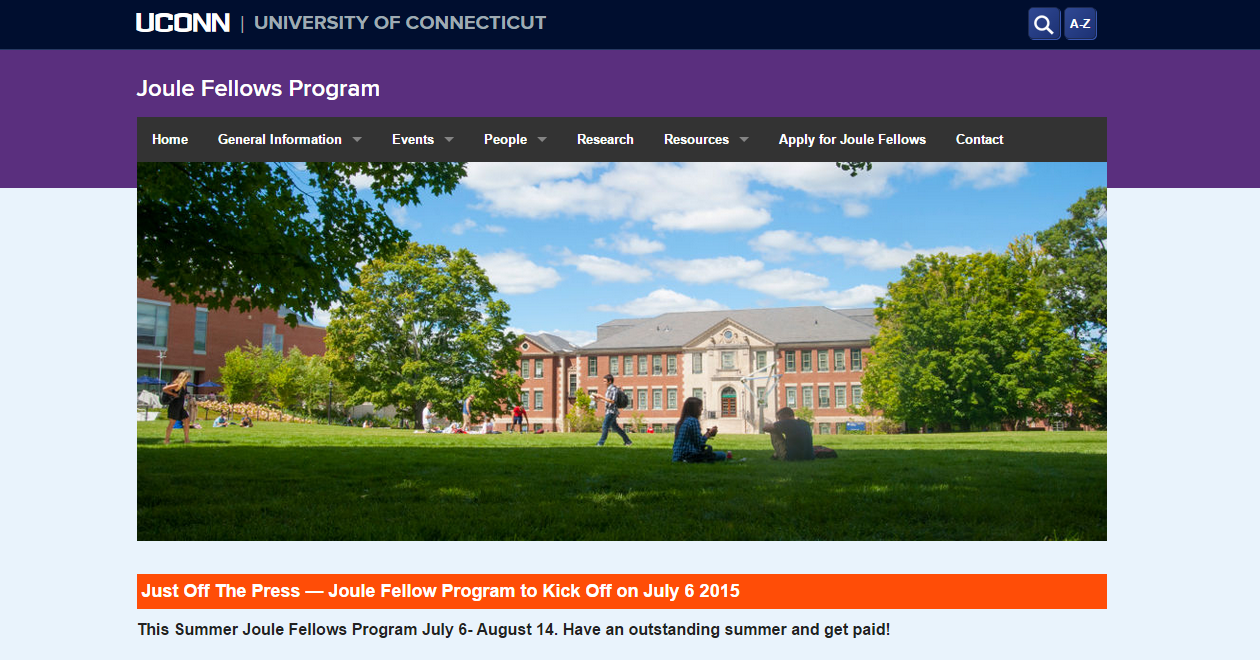 UCONN | UNIVERSITY OF CONNECTICUT
A-Z
Joule Fellows Program
Home General Information Events People Research Resources Apply for Joule Fellows Contact
Just Off The Press — Joule Fellow Program to Kick Off on July 6 2015
This Summer Joule Fellows Program July 6- August 14. Have an outstanding summer and get paid!